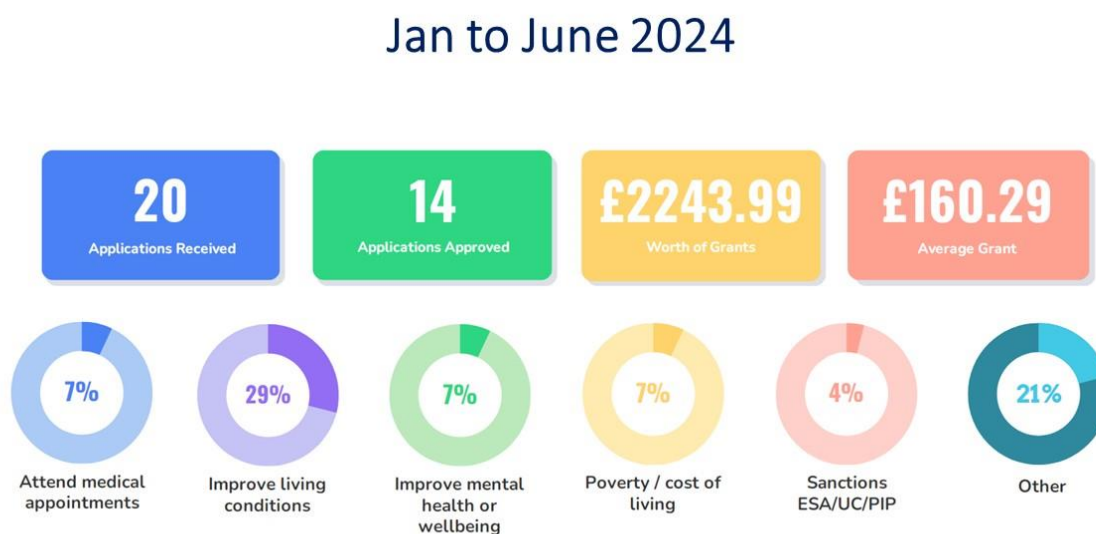 Jan to June 2024
20
Applications Received
14
Applications Approved
£2243.99
Worth of Grants
£160.29
Average Grant
7%
Attend medical
appointments
29%
Improve living
conditions
7%
Improve mental
health or
wellbeing
7%
Poverty / cost of
living
4%
Sanctions
ESA/UC/PIP
21%
Other